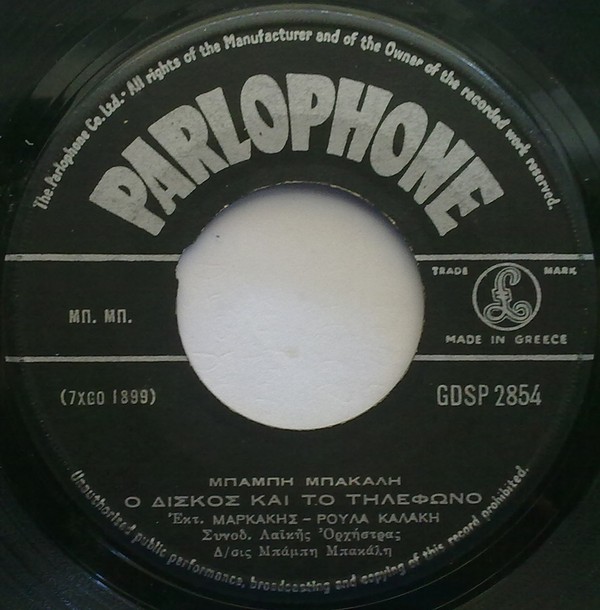 The Parlophone Co. Ltd. - All rights of the Manufacturer and of the Owner of the recorded work reserved.
PARLOPHONE
TRADE MARK
£
ΜΠ. ΜΠ.
MADE IN GREECE
(7XGO 1899)
GDSP 2854
ΜΠΑΜΠΗ ΜΠΑΚΑΛΗ
Ο ΔΙΣΚΟΣ ΚΑΙ ΤΟ ΤΗΛΕΦΩΝΟ
Ἐκτ. ΜΑΡΚΑΚΗΣ – ΡΟΥΛΑ ΚΑΛΑΚΗ
Συνοδ. Λαϊκῆς Ὀρχήστρας
Δ/σις Μπάμπη Μπακάλη
Unauthorised public performance, broadcasting and copying of this record prohibited.